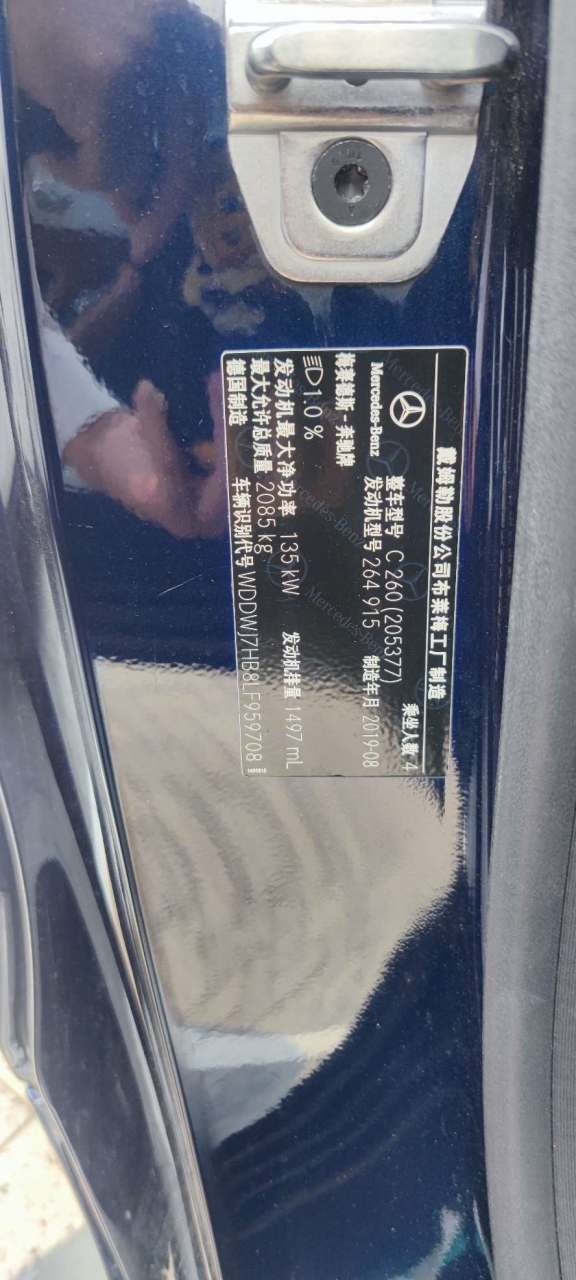 戴姆勒股份公司布莱梅工厂制造
Mercedes-Benz
整车型号 C 260 (205377) 乘坐人数 4
发动机型号 264 915 制造年月 2019-08
梅赛德斯-奔驰牌
1.0 %
发动机最大净功率 135 kW 发动机排量 1497 mL
最大允许总质量 2085 kg
德国制造 车辆识别代号 WDDWJ7HB8LF959708